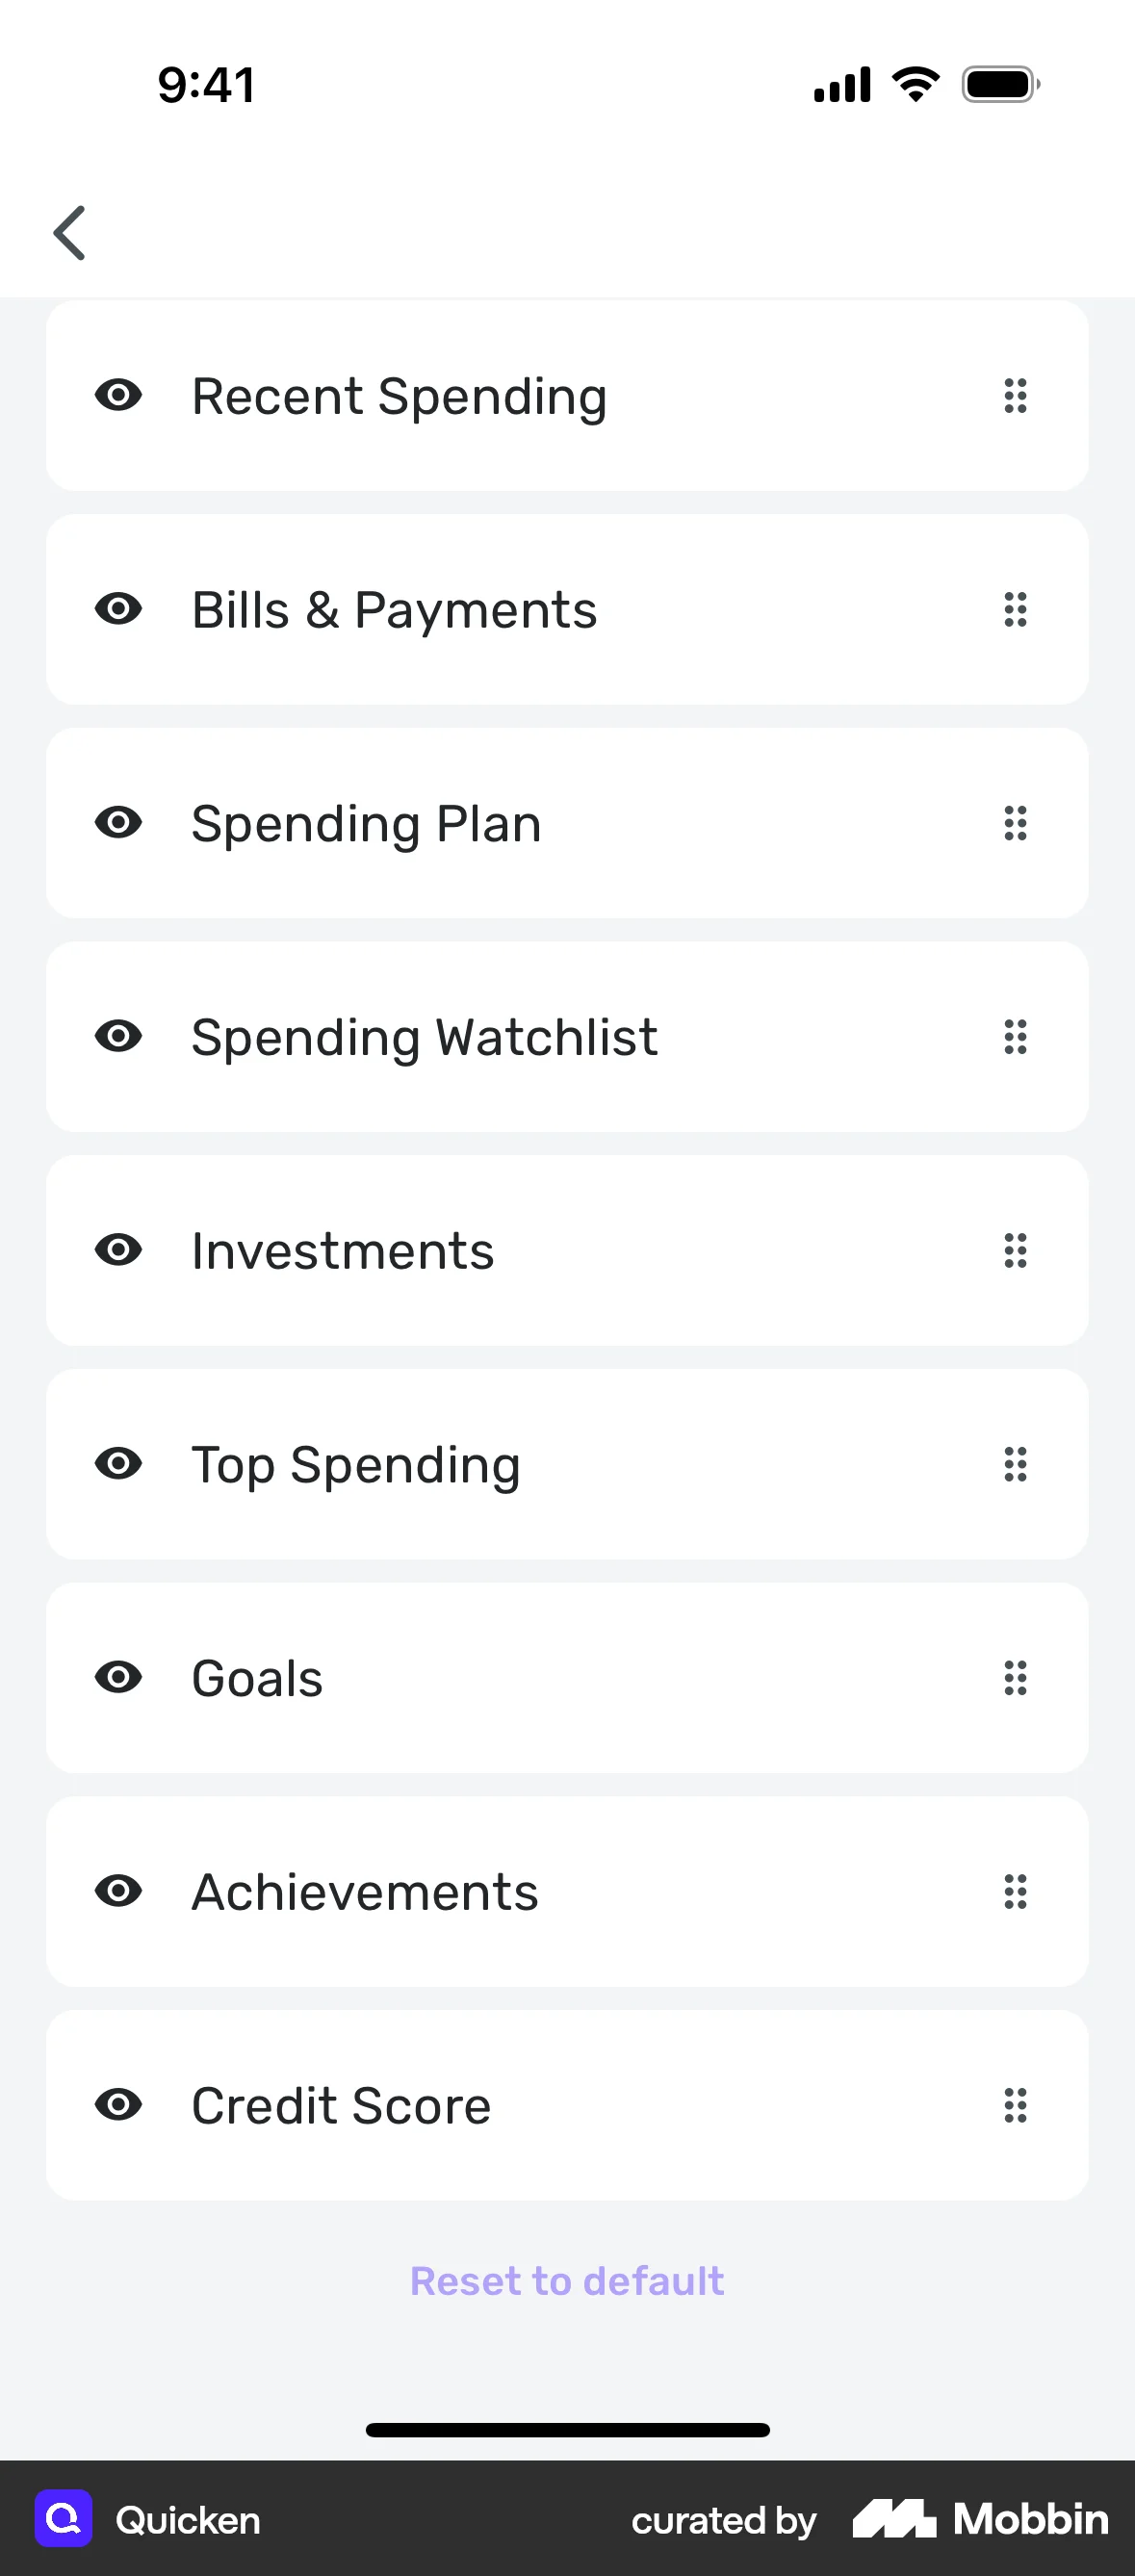 9:41
Recent Spending
Bills & Payments
Spending Plan
Spending Watchlist
Investments
Top Spending
Goals
Achievements
Credit Score
Reset to default
Quicken curated by Mobbin